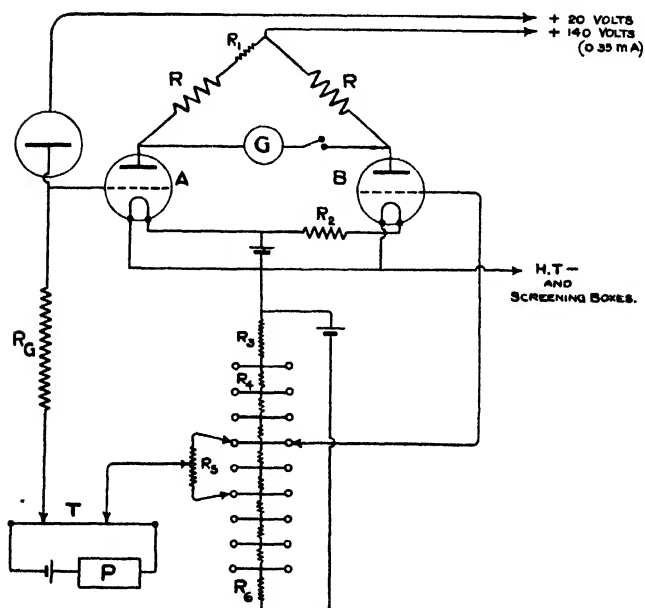 + 20 VOLTS
+ 140 VOLTS
(0 35 mA)
R1
R
R
G
A
B
R2
H.T –
AND
SCREENING BOXES.
R3
RG
R4
R5
T
P
R6